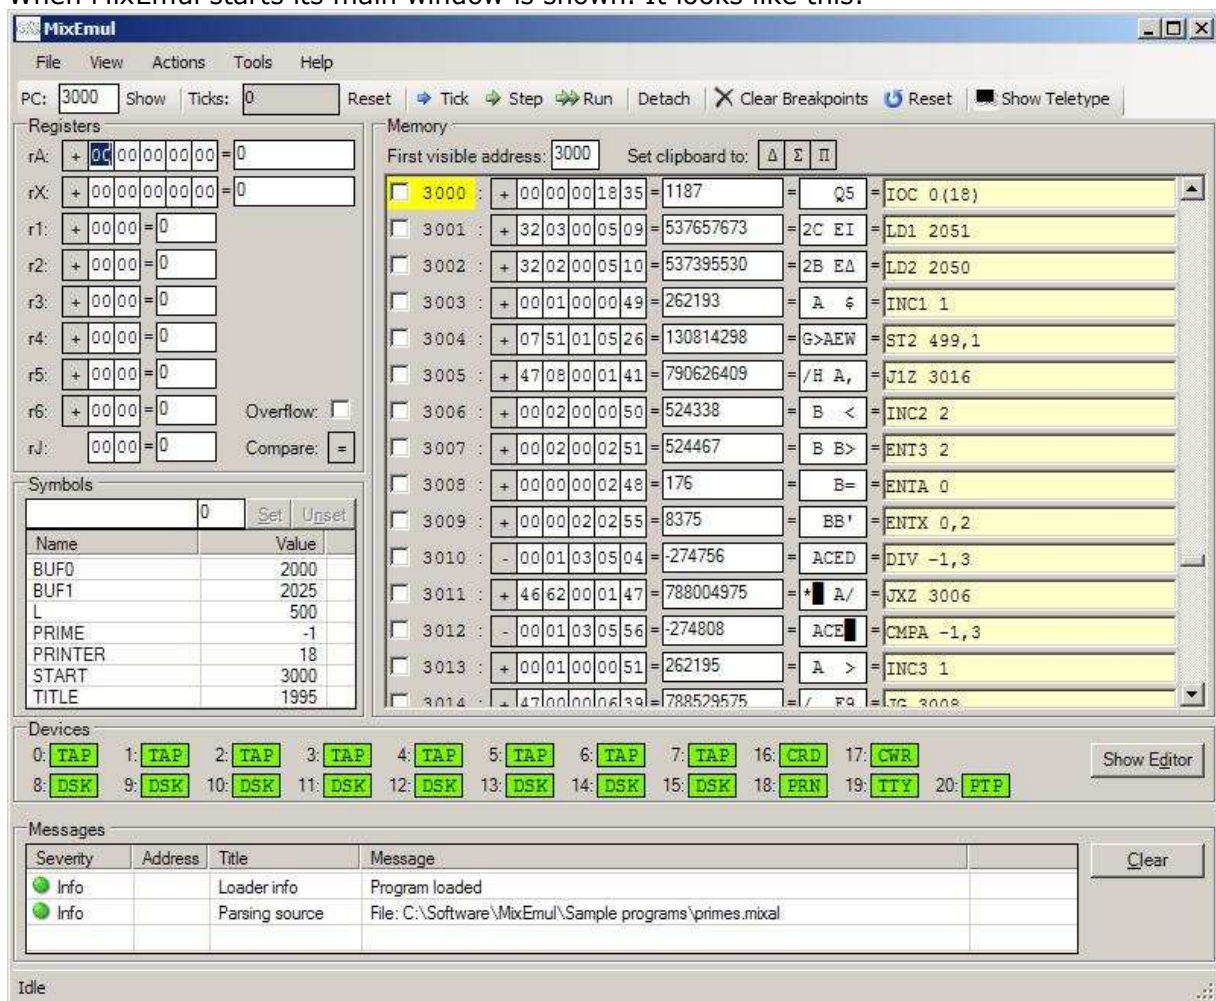 When MixEmul starts its main window is shown. It looks like this:
MixEmul
File View Actions Tools Help
PC: 3000 Show Ticks: 0 Reset Tick Step Run Detach Clear Breakpoints Reset Show Teletype
Registers
rA: + 00 00 00 00 00 = 0
rX: + 00 00 00 00 00 = 0
r1: + 00 00 = 0
r2: + 00 00 = 0
r3: + 00 00 = 0
r4: + 00 00 = 0
r5: + 00 00 = 0
r6: + 00 00 = 0 Overflow:
rJ: 00 00 = 0 Compare: =
Memory
First visible address: 3000 Set clipboard to: Δ Σ Π
3000 : + 00 00 00 18 35 = 1187 = Q5 = IOC 0(18)
3001 : + 32 03 00 05 09 = 537657673 = 2C EI = LD1 2051
3002 : + 32 02 00 05 10 = 537395530 = 2B EΔ = LD2 2050
3003 : + 00 01 00 00 49 = 262193 = A $ = INC1 1
3004 : + 07 51 01 05 26 = 130814298 = G>AEW = ST2 499,1
3005 : + 47 08 00 01 41 = 790626409 = /H A, = J1Z 3016
3006 : + 00 02 00 00 50 = 524338 = B < = INC2 2
3007 : + 00 02 00 02 51 = 524467 = B B> = ENT3 2
3008 : + 00 00 00 02 48 = 176 = B= = ENTA 0
3009 : + 00 00 02 02 55 = 8375 = BB' = ENTX 0,2
3010 : - 00 01 03 05 04 = -274756 = ACED = DIV -1,3
3011 : + 46 62 00 01 47 = 788004975 = *█ A/ = JXZ 3006
3012 : - 00 01 03 05 56 = -274808 = ACE█ = CMPA -1,3
3013 : + 00 01 00 00 51 = 262195 = A > = INC3 1
3014 : + 47 00 00 06 39 = 788529575 = / F9 = JG 3008
Symbols
0 Set Unset
Name Value
BUF0 2000
BUF1 2025
L 500
PRIME -1
PRINTER 18
START 3000
TITLE 1995
Devices
0: TAP 1: TAP 2: TAP 3: TAP 4: TAP 5: TAP 6: TAP 7: TAP 16: CRD 17: CWR
8: DSK 9: DSK 10: DSK 11: DSK 12: DSK 13: DSK 14: DSK 15: DSK 18: PRN 19: TTY 20: PTP
Show Editor
Messages
Severity Address Title Message
Info Loader info Program loaded
Info Parsing source File: C:\Software\MixEmul\Sample programs\primes.mixal
Clear
Idle